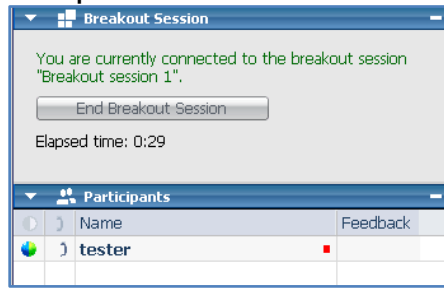 Breakout Session
You are currently connected to the breakout session
"Breakout session 1".
End Breakout Session
Elapsed time: 0:29
Participants
Name Feedback
tester